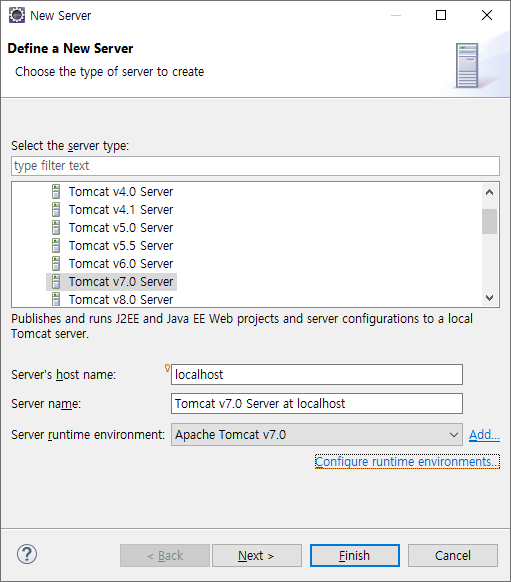 New Server
Define a New Server
Choose the type of server to create
Select the server type:
type filter text
Tomcat v4.0 Server
Tomcat v4.1 Server
Tomcat v5.0 Server
Tomcat v5.5 Server
Tomcat v6.0 Server
Tomcat v7.0 Server
Tomcat v8.0 Server
Publishes and runs J2EE and Java EE Web projects and server configurations to a local
Tomcat server.
Server's host name: localhost
Server name: Tomcat v7.0 Server at localhost
Server runtime environment: Apache Tomcat v7.0 Add...
Configure runtime environments...
? < Back Next > Finish Cancel